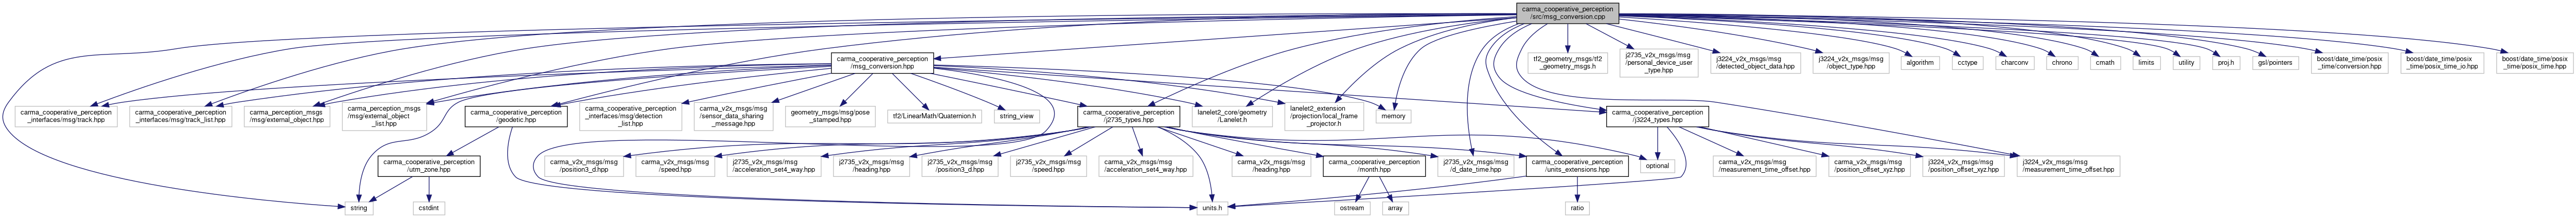 carma_cooperative_perception
/src/msg_conversion.cpp
carma_cooperative_perception
/msg_conversion.hpp
tf2_geometry_msgs/tf2
_geometry_msgs.h
j2735_v2x_msgs/msg
/personal_device_user
_type.hpp
j3224_v2x_msgs/msg
/detected_object_data.hpp
j3224_v2x_msgs/msg
/object_type.hpp
algorithm
cctype
charconv
chrono
cmath
limits
utility
proj.h
gsl/pointers
boost/date_time/posix
_time/conversion.hpp
boost/date_time/posix
_time/posix_time_io.hpp
boost/date_time/posix
_time/posix_time.hpp
carma_cooperative_perception
_interfaces/msg/track.hpp
carma_cooperative_perception
_interfaces/msg/track_list.hpp
carma_perception_msgs
/msg/external_object.hpp
carma_perception_msgs
/msg/external_object
_list.hpp
carma_cooperative_perception
/geodetic.hpp
carma_cooperative_perception
_interfaces/msg/detection
_list.hpp
carma_v2x_msgs/msg
/sensor_data_sharing
_message.hpp
geometry_msgs/msg/pose
_stamped.hpp
tf2/LinearMath/Quaternion.h
string_view
carma_cooperative_perception
/j2735_types.hpp
lanelet2_core/geometry
/Lanelet.h
lanelet2_extension
/projection/local_frame
_projector.h
memory
carma_cooperative_perception
/j3224_types.hpp
carma_cooperative_perception
/utm_zone.hpp
carma_v2x_msgs/msg
/position3_d.hpp
carma_v2x_msgs/msg
/speed.hpp
j2735_v2x_msgs/msg
/acceleration_set4_way.hpp
j2735_v2x_msgs/msg
/heading.hpp
j2735_v2x_msgs/msg
/position3_d.hpp
j2735_v2x_msgs/msg
/speed.hpp
carma_v2x_msgs/msg
/acceleration_set4_way.hpp
carma_v2x_msgs/msg
/heading.hpp
carma_cooperative_perception
/month.hpp
j2735_v2x_msgs/msg
/d_date_time.hpp
carma_cooperative_perception
/units_extensions.hpp
optional
carma_v2x_msgs/msg
/measurement_time_offset.hpp
carma_v2x_msgs/msg
/position_offset_xyz.hpp
j3224_v2x_msgs/msg
/position_offset_xyz.hpp
j3224_v2x_msgs/msg
/measurement_time_offset.hpp
string
cstdint
units.h
ostream
array
ratio